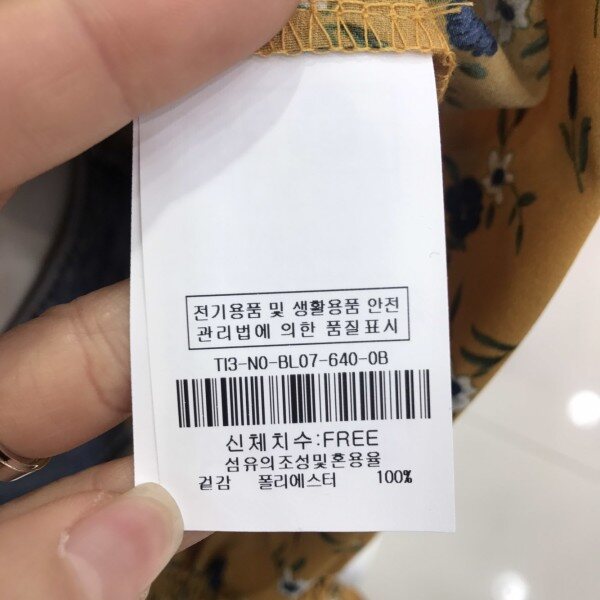 전기용품 및 생활용품 안전
관리법에 의한 품질표시
TI3-N0-BL07-640-0B
신체치수:FREE
섬유의조성및혼용율
겉감 폴리에스터 100%